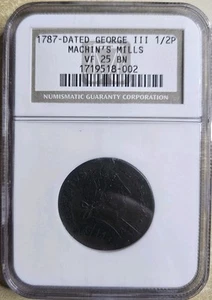 1787-DATED GEORGE III 1/2P
MACHIN'S MILLS
VF 25 BN
1719518-002
NUMISMATIC GUARANTY CORPORATION